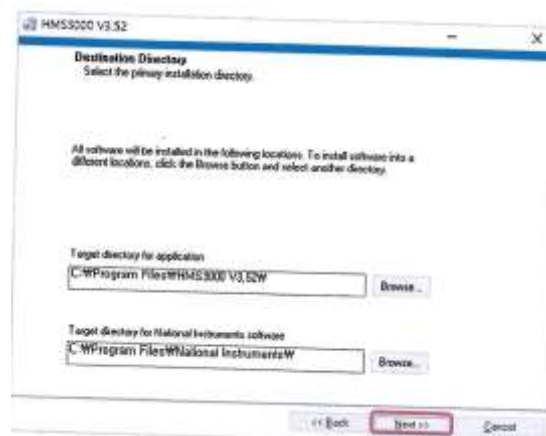 HMS3000 V3.52
Destination Directory
Select the primary installation directory.
All software will be installed in the following locations. To install software into a
different locations, click the Browse button and select another directory.
Target directory for application
C:₩Program Files₩HMS3000 V3,52₩
Browse...
Target directory for National Instruments software
C:₩Program Files₩National Instruments₩
Browse...
<< Back
Next >>
Cancel